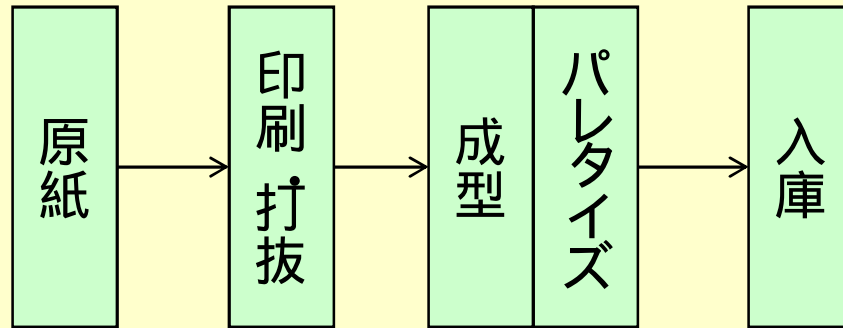 原紙
印刷・打抜
成型
パレタイズ
入庫